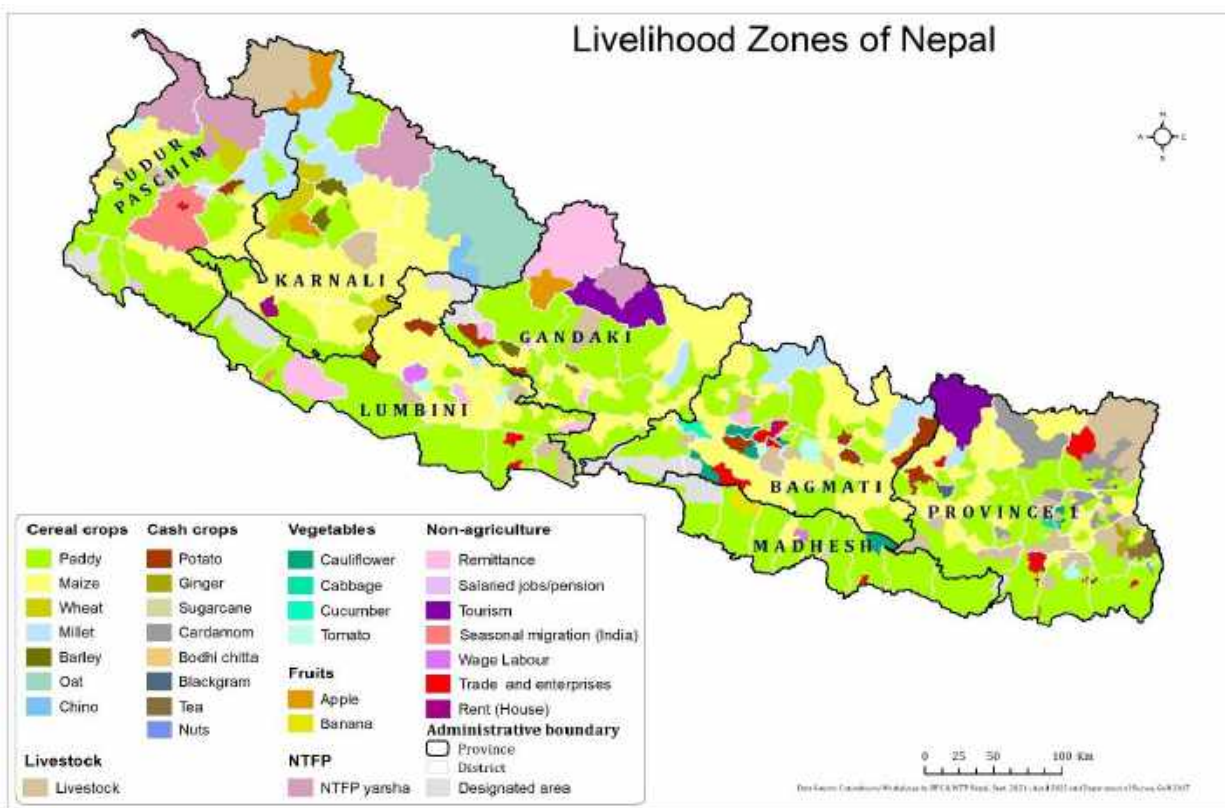 Livelihood Zones of Nepal
N
SUDUR
PASCHIM
KARNALI
GANDAKI
LUMBINI
BAGMATI
PROVINCE 1
MADHESH
Cereal crops
Paddy
Maize
Wheat
Millet
Barley
Oat
Chino
Livestock
Livestock
Cash crops
Potato
Ginger
Sugarcane
Cardamom
Bodhi chitta
Blackgram
Tea
Nuts
Vegetables
Cauliflower
Cabbage
Cucumber
Tomato
Fruits
Apple
Banana
NTFP
NTFP yarsha
Non-agriculture
Remittance
Salaried jobs/pension
Tourism
Seasonal migration (India)
Wage Labour
Trade and enterprises
Rent (House)
Administrative boundary
Province
District
Designated area
0 25 50 100 Km